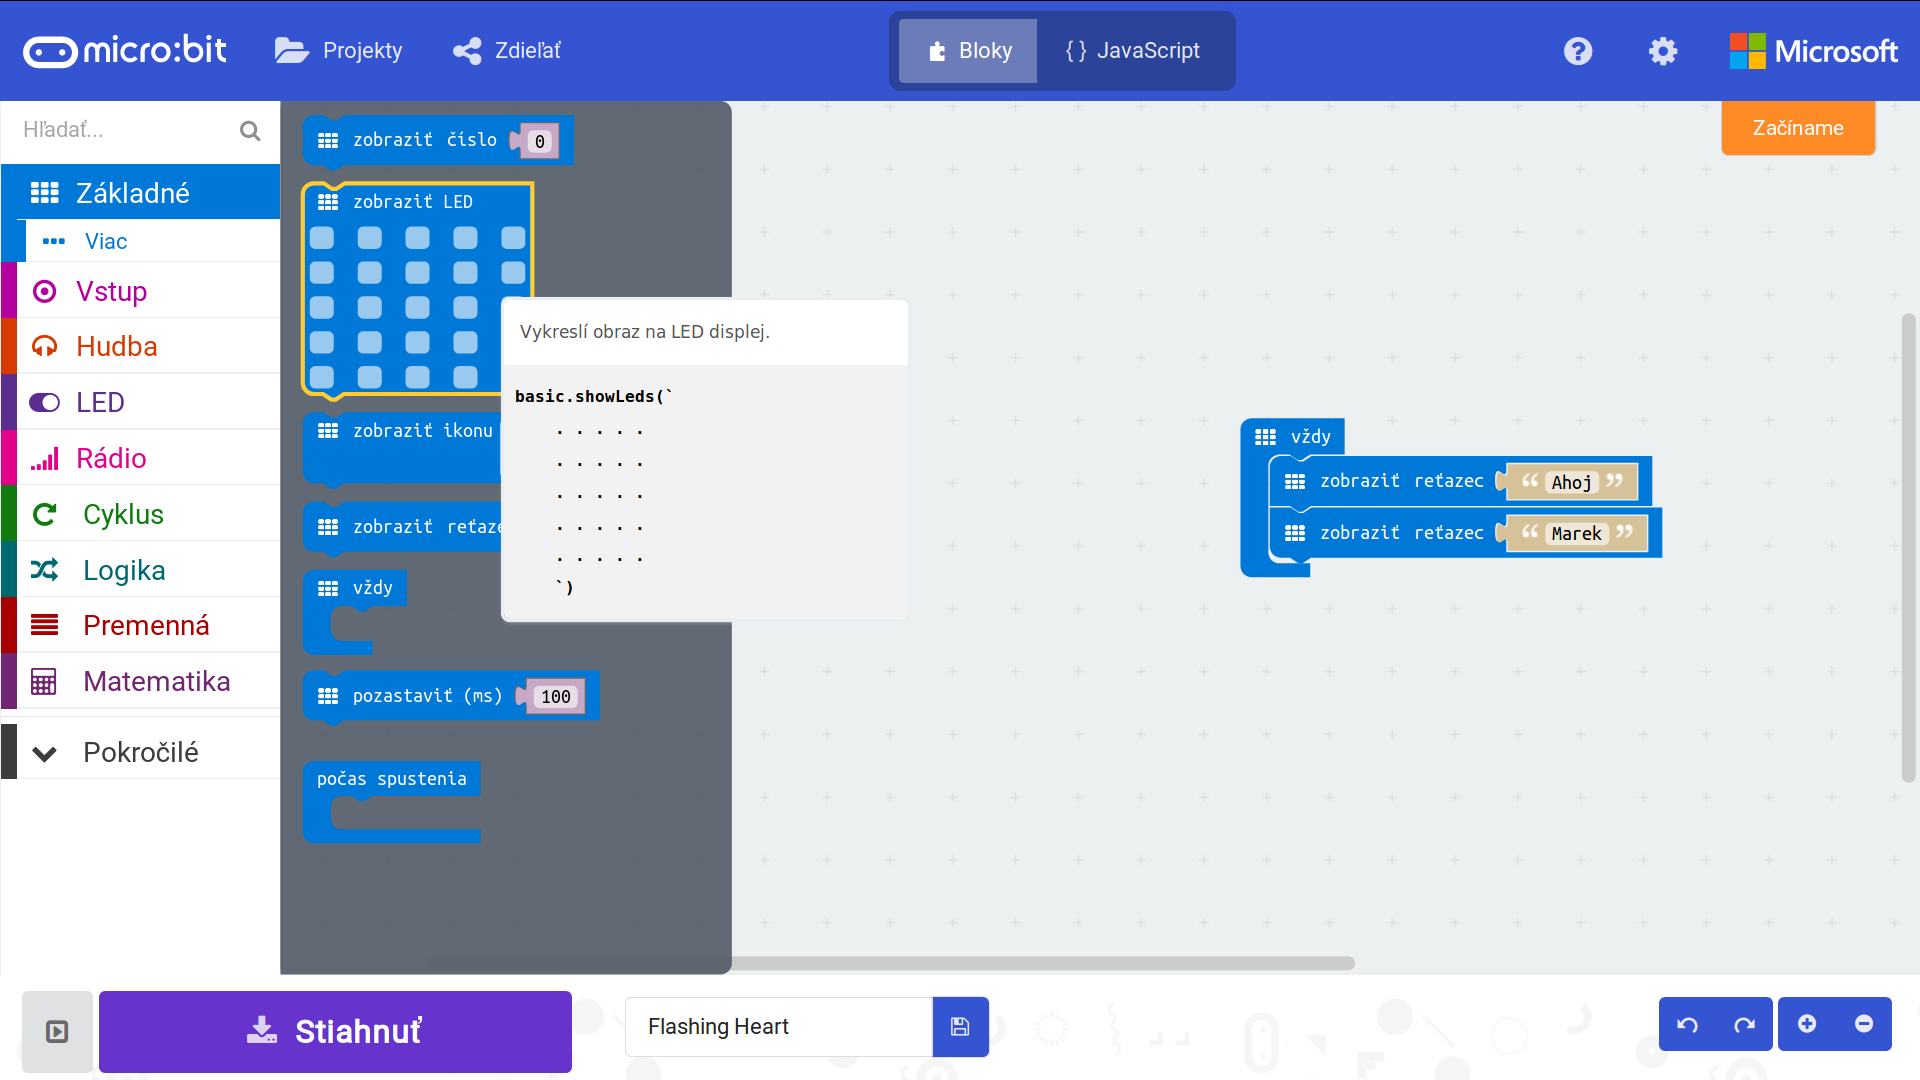 micro:bit
Projekty
Zdieľať
Bloky
{ } JavaScript
Microsoft
Hľadať...
Začíname
Základné
Viac
Vstup
Hudba
LED
Rádio
Cyklus
Logika
Premenná
Matematika
Pokročilé
zobraziť číslo 0
zobraziť LED
zobraziť ikonu
zobraziť
vždy
pozastaviť (ms) 100
počas spustenia
Vykreslí obraz na LED displej.
basic.showLeds(`
. . . . .
. . . . .
. . . . .
. . . . .
. . . . .
`)
vždy
zobraziť reťazec “ Ahoj ”
zobraziť reťazec “ Marek ”
Stiahnuť
Flashing Heart